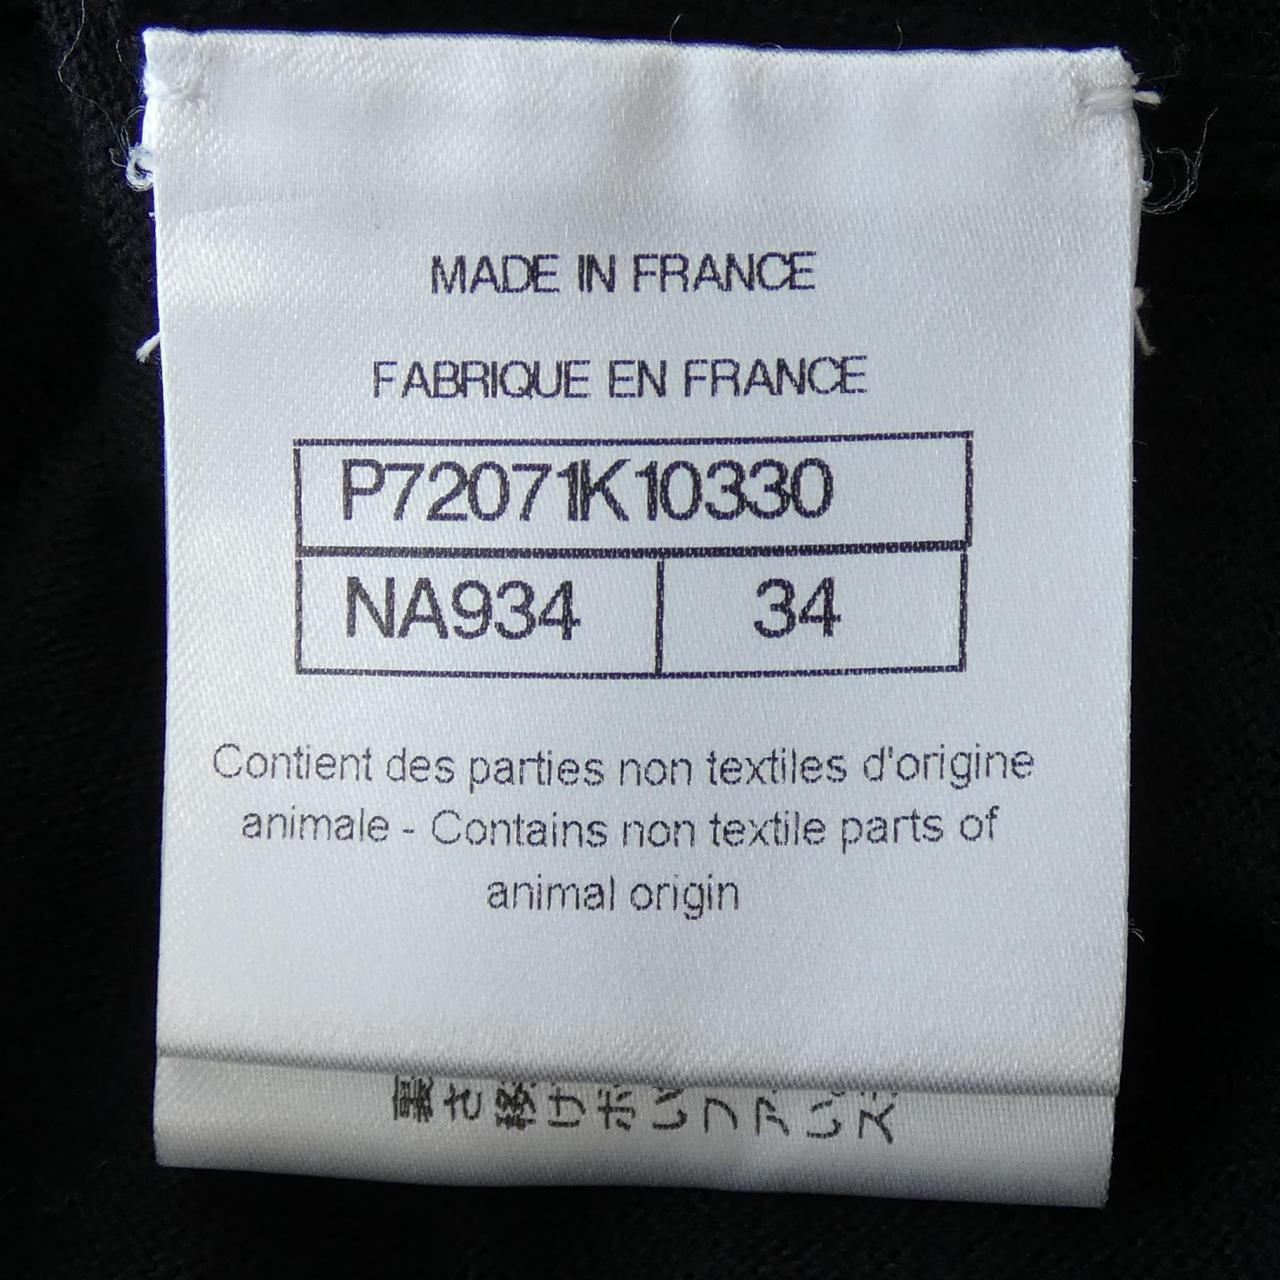 MADE IN FRANCE
FABRIQUE EN FRANCE
P72071K10330
NA934
34
Contient des parties non textiles d'origine
animale - Contains non textile parts of
animal origin